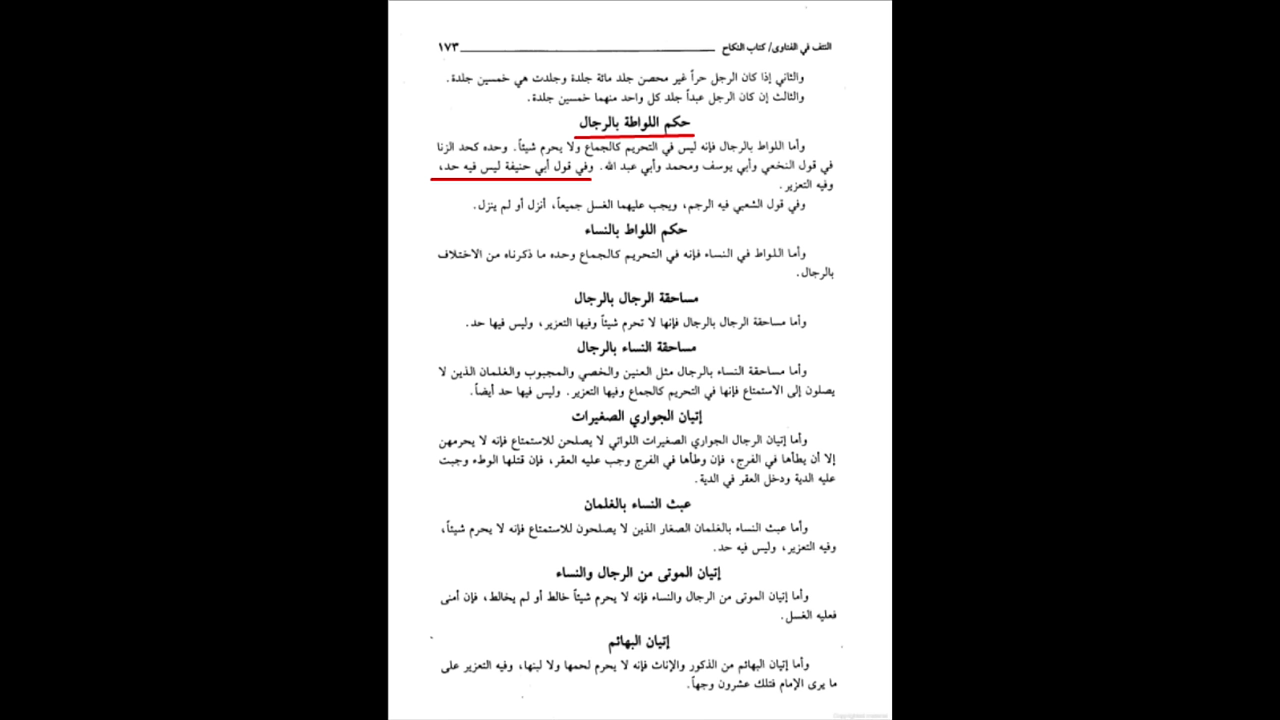 النتف في الفتاوى/ كتاب النكاح ١٧٣
والثاني إذا كان الرجل حراً غير محصن جلد مائة جلدة وجلدت هي خمسين جلدة.
والثالث إن كان الرجل عبداً جلد كل واحد منهما خمسين جلدة.
حكم اللواطة بالرجال
وأما اللواط بالرجال فإنه ليس في التحريم كالجماع ولا يحرم شيئاً. وحده كحد الزنا
في قول النخعي وأبي يوسف ومحمد وأبي عبد الله. وفي قول أبي حنيفة ليس فيه حد،
وفيه التعزير.
وفي قول الشعبي فيه الرجم، ويجب عليهما الغسل جميعاً، أنزل أو لم ينزل.
حكم اللواط بالنساء
وأما اللواط في النساء فإنه في التحريم كالجماع وحده ما ذكرناه من الاختلاف
بالرجال.
مساحقة الرجال بالرجال
وأما مساحقة الرجال بالرجال فإنها لا تحرم شيئاً وفيها التعزير، وليس فيها حد.
مساحقة النساء بالرجال
وأما مساحقة النساء بالرجال مثل العنين والخصي والمجبوب والغلمان الذين لا
يصلون إلى الاستمتاع فإنها في التحريم كالجماع وفيها التعزير. وليس فيها حد أيضاً.
إتيان الجواري الصغيرات
وأما إتيان الرجال الجواري الصغيرات اللواتي لا يصلحن للاستمتاع فإنه لا يحرمهن
إلا أن يطأها في الفرج، فإن وطأها في الفرج وجب عليه العقر، فإن قتلها الوطء وجبت
عليه الدية ودخل العقر في الدية.
عبث النساء بالغلمان
وأما عبث النساء بالغلمان الصغار الذين لا يصلحون للاستمتاع فإنه لا يحرم شيئاً،
وفيه التعزير، وليس فيه حد.
إتيان الموتى من الرجال والنساء
وأما إتيان الموتى من الرجال والنساء فإنه لا يحرم شيئاً خالط أو لم يخالط، فإن أمنى
فعليه الغسل.
إتيان البهائم
وأما إتيان البهائم من الذكور والإناث فإنه لا يحرم لحمها ولا لبنها، وفيه التعزير على
ما يرى الإمام فتلك عشرون وجهاً.